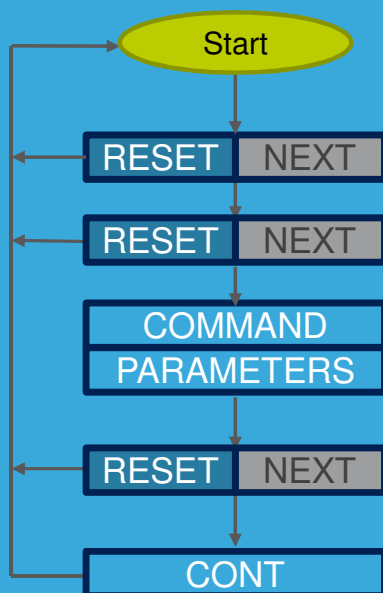 Start
RESET NEXT
RESET NEXT
COMMAND
PARAMETERS
RESET NEXT
CONT